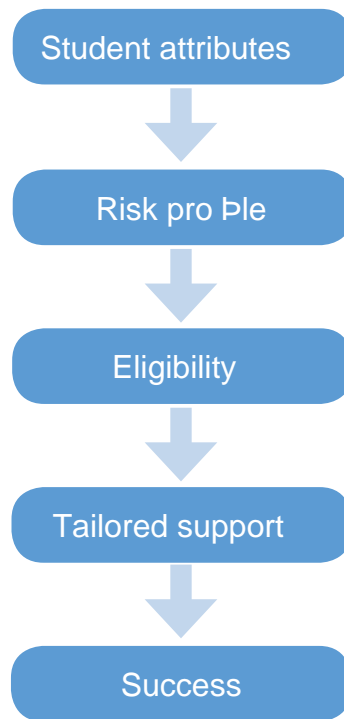 Student attributes
Risk pro Þle
Eligibility
Tailored support
Success